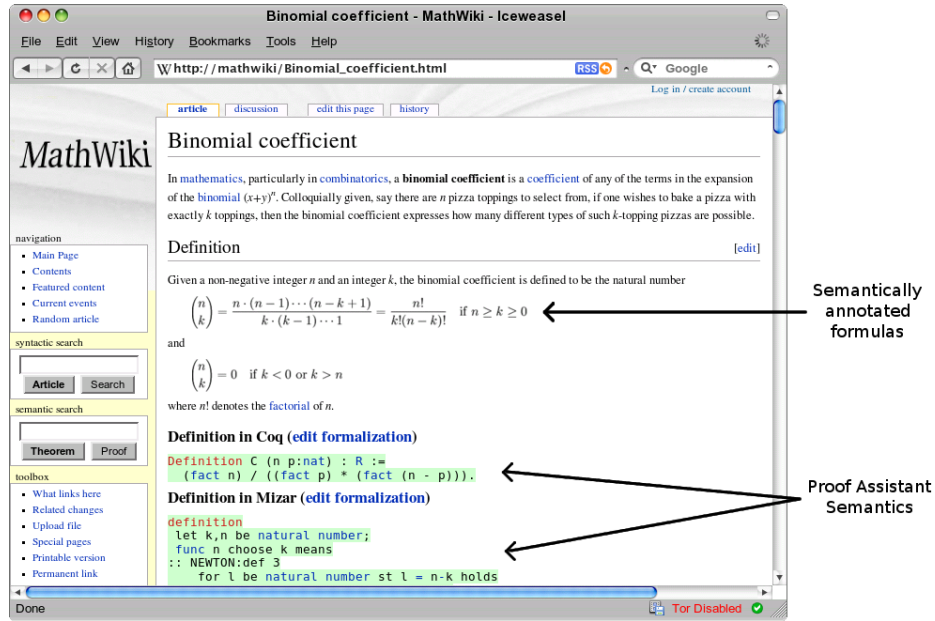 Binomial coefficient - MathWiki - Iceweasel
File Edit View History Bookmarks Tools Help
W http://mathwiki/Binomial_coefficient.html RSS Google
Log in / create account
article discussion edit this page history
MathWiki
Binomial coefficient
In mathematics, particularly in combinatorics, a binomial coefficient is a coefficient of any of the terms in the expansion
of the binomial (x+y)^n. Colloquially given, say there are n pizza toppings to select from, if one wishes to bake a pizza with
exactly k toppings, then the binomial coefficient expresses how many different types of such k-topping pizzas are possible.
navigation
Main Page
Contents
Featured content
Current events
Random article
syntactic search
Article Search
semantic search
Theorem Proof
toolbox
What links here
Related changes
Upload file
Special pages
Printable version
Permanent link
Definition [edit]
Given a non-negative integer n and an integer k, the binomial coefficient is defined to be the natural number
(n k) = n · (n − 1) ··· (n − k + 1) / k · (k − 1) ··· 1 = n! / k!(n − k)! if n ≥ k ≥ 0
and
(n k) = 0 if k < 0 or k > n
where n! denotes the factorial of n.
Definition in Coq (edit formalization)
Definition C (n p:nat) : R :=
(fact n) / ((fact p) * (fact (n - p))).
Definition in Mizar (edit formalization)
definition
let k,n be natural number;
func n choose k means
:: NEWTON:def 3
for l be natural number st l = n-k holds
Done Tor Disabled
Semantically
annotated
formulas
Proof Assistant
Semantics